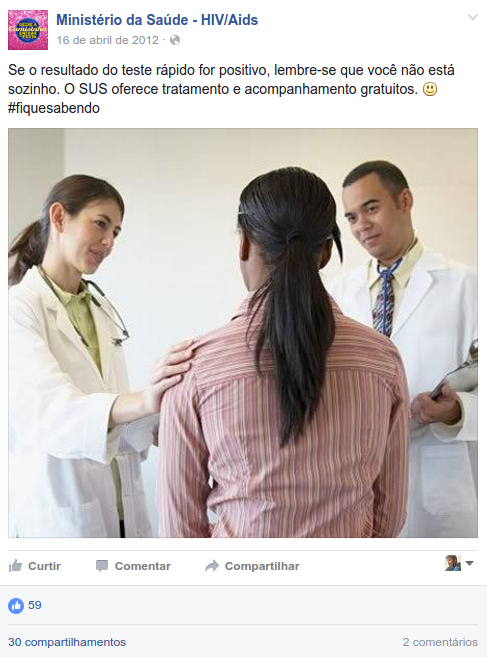 Ministério da Saúde - HIV/Aids
16 de abril de 2012 ·
Se o resultado do teste rápido for positivo, lembre-se que você não está
sozinho. O SUS oferece tratamento e acompanhamento gratuitos.
#fiquesabendo
Curtir Comentar Compartilhar
59
30 compartilhamentos 2 comentários